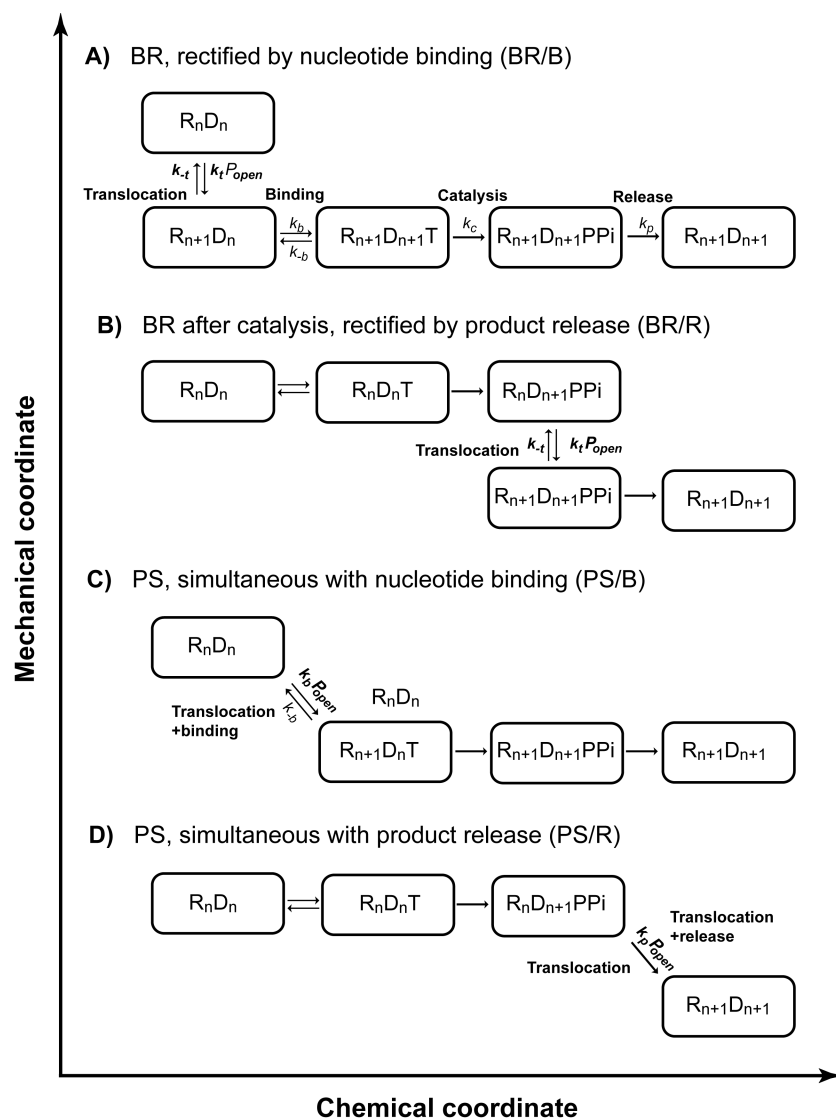 A) BR, rectified by nucleotide binding (BR/B)
RnDn
k-t ktPopen
Translocation Binding Catalysis Release
Rn+1Dn kb k-b Rn+1Dn+1T kc Rn+1Dn+1PPi kp Rn+1Dn+1
B) BR after catalysis, rectified by product release (BR/R)
RnDn RnDnT RnDn+1PPi
Translocation k-t ktPopen
Rn+1Dn+1PPi Rn+1Dn+1
C) PS, simultaneous with nucleotide binding (PS/B)
RnDn
kbPopen
k-b
Translocation
+binding
RnDn
Rn+1DnT Rn+1Dn+1PPi Rn+1Dn+1
D) PS, simultaneous with product release (PS/R)
RnDn RnDnT RnDn+1PPi
Translocation
+release
kpPopen
Translocation
Rn+1Dn+1
Mechanical coordinate
Chemical coordinate